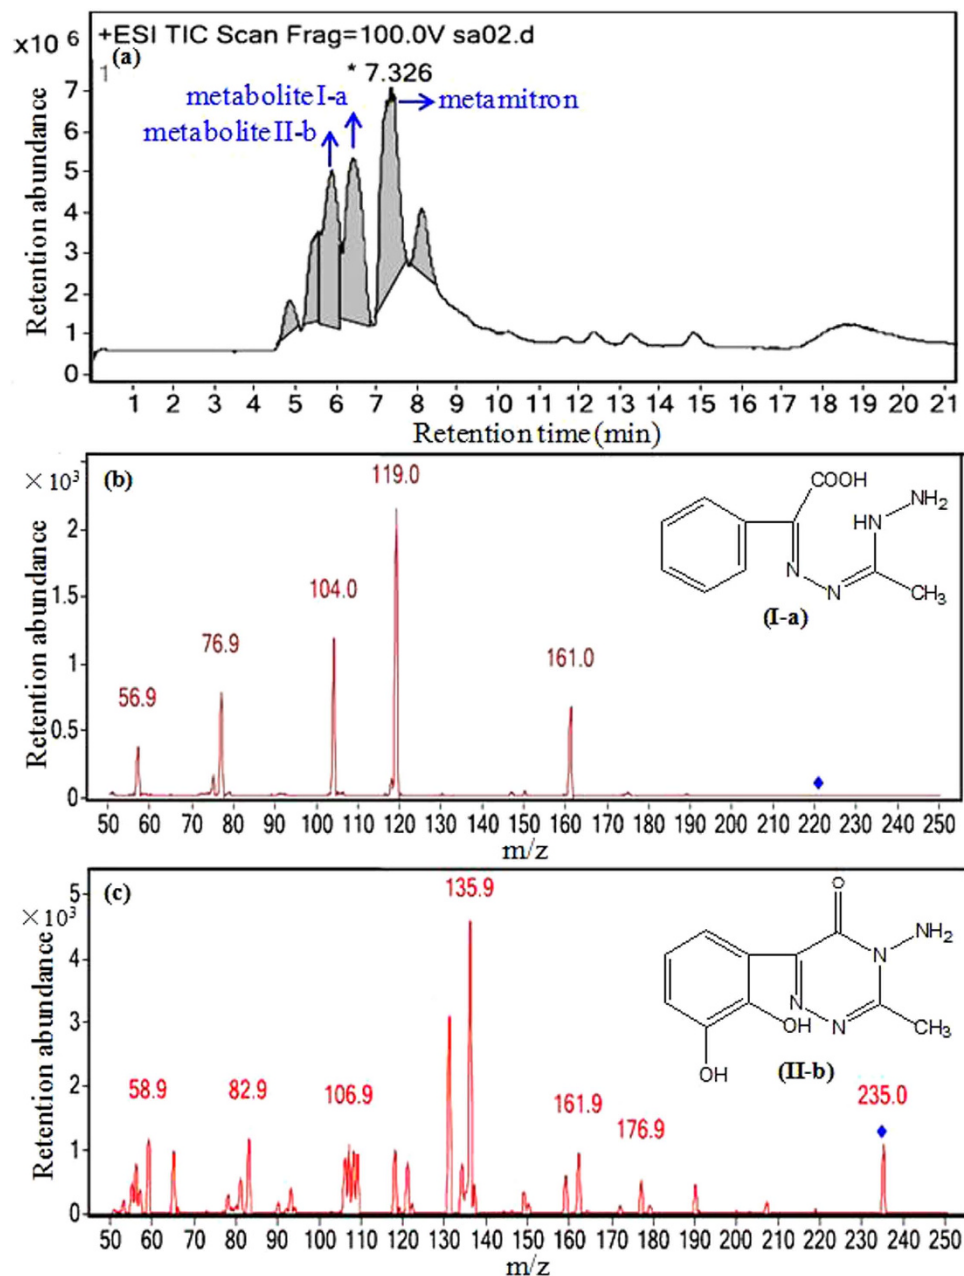 +ESI TIC Scan Frag=100.0V sa02.d
x10 6
(a)
1
* 7.326
metabolite I-a
metabolite II-b
metamitron
Retention abundance
7
6
5
4
3
2
1
0
1 2 3 4 5 6 7 8 9 10 11 12 13 14 15 16 17 18 19 20 21
Retention time (min)
(b)
×10³
Retention abundance
2
1.5
1
0.5
0
56.9
76.9
104.0
119.0
161.0
COOH
HN
NH₂
N
N
CH₃
(I-a)
50 60 70 80 90 100 110 120 130 140 150 160 170 180 190 200 210 220 230 240 250
m/z
(c)
×10³
Retention abundance
5
4
3
2
1
0
58.9
82.9
106.9
135.9
161.9
176.9
235.0
O
N
NH₂
N
N
OH
CH₃
OH
(II-b)
50 60 70 80 90 100 110 120 130 140 150 160 170 180 190 200 210 220 230 240 250
m/z